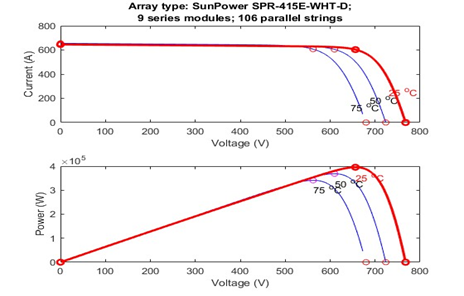 Array type: SunPower SPR-415E-WHT-D;
9 series modules; 106 parallel strings
800
600
400
200
0
Current (A)
25 °C
50 °C
75 °C
0 100 200 300 400 500 600 700 800
Voltage (V)
×10⁵
4
3
2
1
0
Power (W)
25 °C
50 °C
75 °C
0 100 200 300 400 500 600 700 800
Voltage (V)